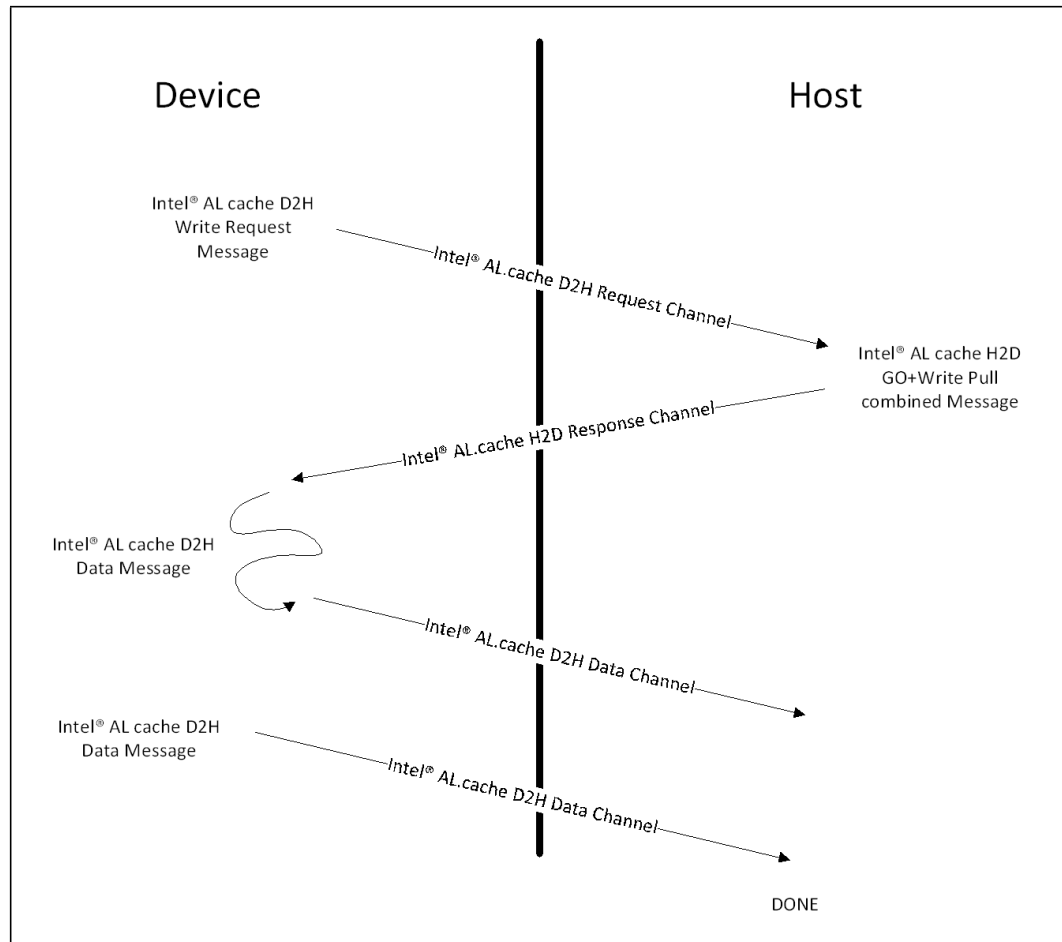 Device
Host
Intel® AL cache D2H
Write Request
Message
Intel® AL.cache D2H Request Channel
Intel® AL cache H2D
GO+Write Pull
combined Message
Intel® AL.cache H2D Response Channel
Intel® AL cache D2H
Data Message
Intel® AL.cache D2H Data Channel
Intel® AL cache D2H
Data Message
Intel® AL.cache D2H Data Channel
DONE